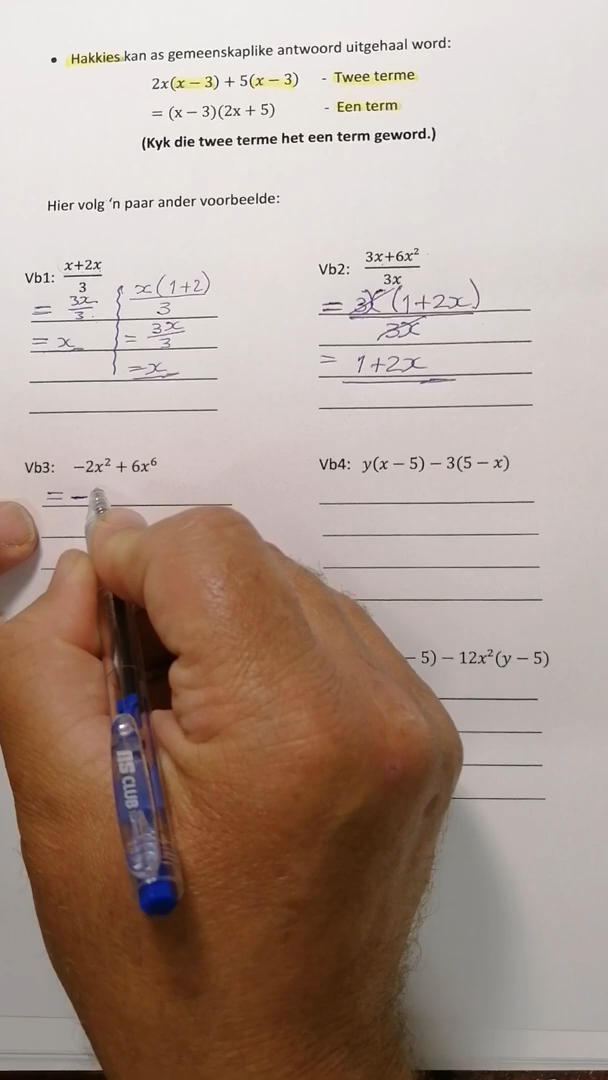 • Hakkies kan as gemeenskaplike antwoord uitgehaal word:
2x(x – 3) + 5(x – 3) - Twee terme
= (x – 3)(2x + 5) - Een term
(Kyk die twee terme het een term geword.)
Hier volg ‘n paar ander voorbeelde:
Vb1: x+2x / 3
= 3x / 3
= x
x(1+2) / 3
= 3x / 3
= x
Vb2: 3x+6x² / 3x
= 3x(1+2x) / 3x
= 1+2x
Vb3: −2x² + 6x⁶
= −
Vb4: y(x − 5) − 3(5 − x)
− 5) − 12x²(y − 5)
CLUB